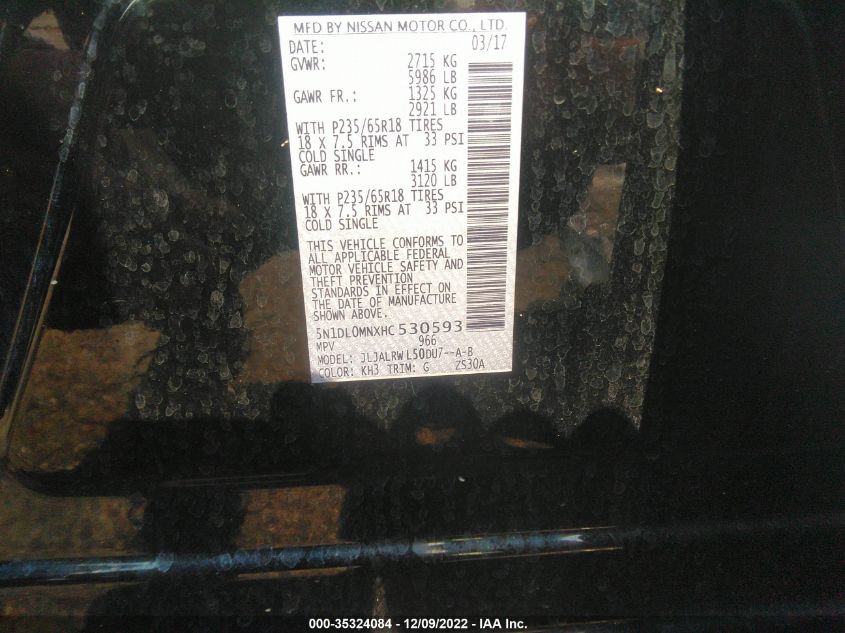 MFD BY NISSAN MOTOR CO., LTD.
DATE: 03/17
GVWR: 2715 KG
5986 LB
GAWR FR.: 1325 KG
2921 LB
WITH P235/65R18 TIRES
18 X 7.5 RIMS AT 33 PSI
COLD SINGLE
GAWR RR.: 1415 KG
3120 LB
WITH P235/65R18 TIRES
18 X 7.5 RIMS AT 33 PSI
COLD SINGLE
THIS VEHICLE CONFORMS TO
ALL APPLICABLE FEDERAL
MOTOR VEHICLE SAFETY AND
THEFT PREVENTION
STANDARDS IN EFFECT ON
THE DATE OF MANUFACTURE
SHOWN ABOVE.
5N1DL0MNXHC530593
MPV 966
MODEL: JLJALRWL50DU7--A-B
COLOR: KH3 TRIM: G ZS30A
000-35324084 - 12/09/2022 - IAA Inc.